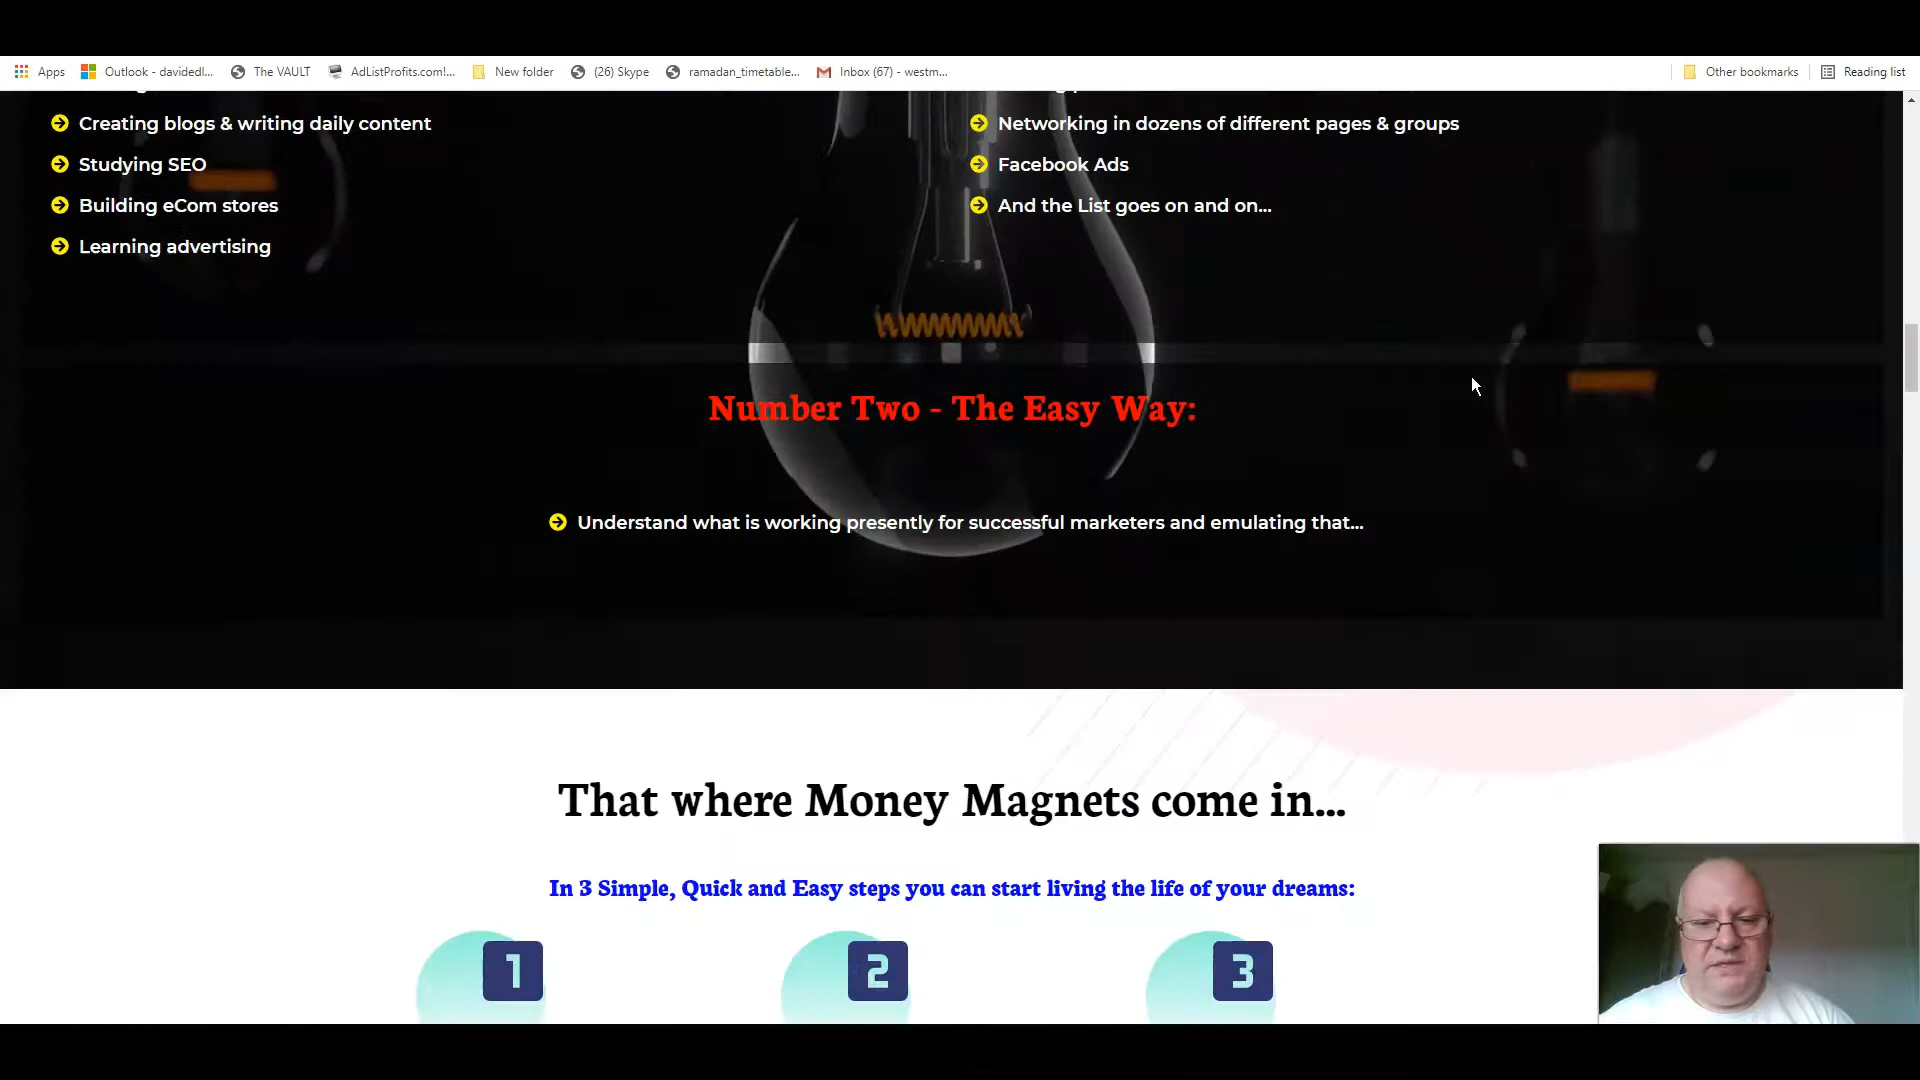 Apps
Outlook - davidedl...
The VAULT
AdListProfits.com!...
New folder
(26) Skype
ramadan_timetable...
Inbox (67) - westm...
Other bookmarks
Reading list
Creating blogs & writing daily content
Studying SEO
Building eCom stores
Learning advertising
Networking in dozens of different pages & groups
Facebook Ads
And the List goes on and on...
Number Two - The Easy Way:
Understand what is working presently for successful marketers and emulating that...
That where Money Magnets come in...
In 3 Simple, Quick and Easy steps you can start living the life of your dreams:
1
2
3